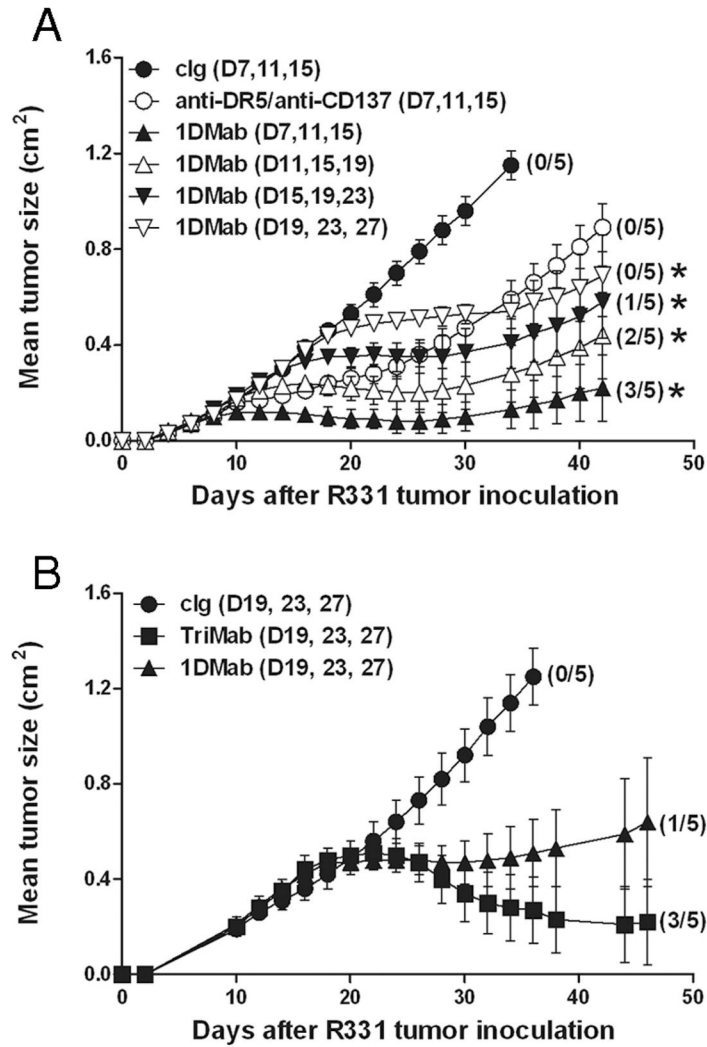 A
1.6
1.2
0.8
0.4
0.0
Mean tumor size (cm2)
cIg (D7,11,15)
anti-DR5/anti-CD137 (D7,11,15)
1DMab (D7,11,15)
1DMab (D11,15,19)
1DMab (D15,19,23)
1DMab (D19, 23, 27)
(0/5)
(0/5)
(0/5) *
(1/5) *
(2/5) *
(3/5) *
0 10 20 30 40 50
Days after R331 tumor inoculation
B
1.6
1.2
0.8
0.4
0.0
Mean tumor size (cm2)
cIg (D19, 23, 27)
TriMab (D19, 23, 27)
1DMab (D19, 23, 27)
(0/5)
(1/5)
(3/5)
0 10 20 30 40 50
Days after R331 tumor inoculation